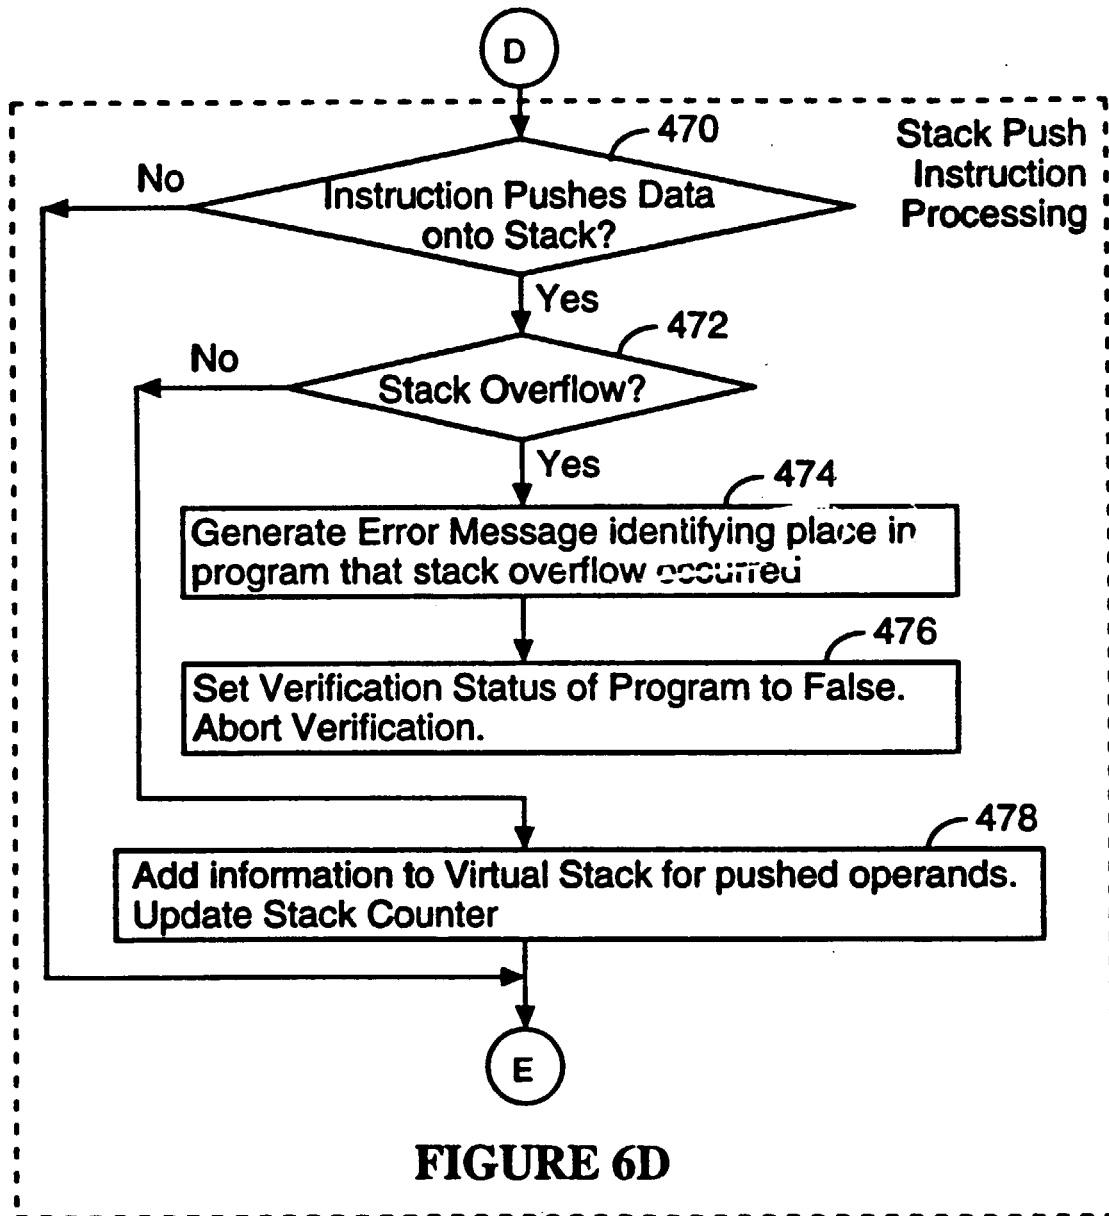 D
470
Stack Push
Instruction
Processing
No
Instruction Pushes Data
onto Stack?
Yes
472
No
Stack Overflow?
Yes
474
Generate Error Message identifying place in
program that stack overflow occurred
476
Set Verification Status of Program to False.
Abort Verification.
478
Add information to Virtual Stack for pushed operands.
Update Stack Counter
E
FIGURE 6D